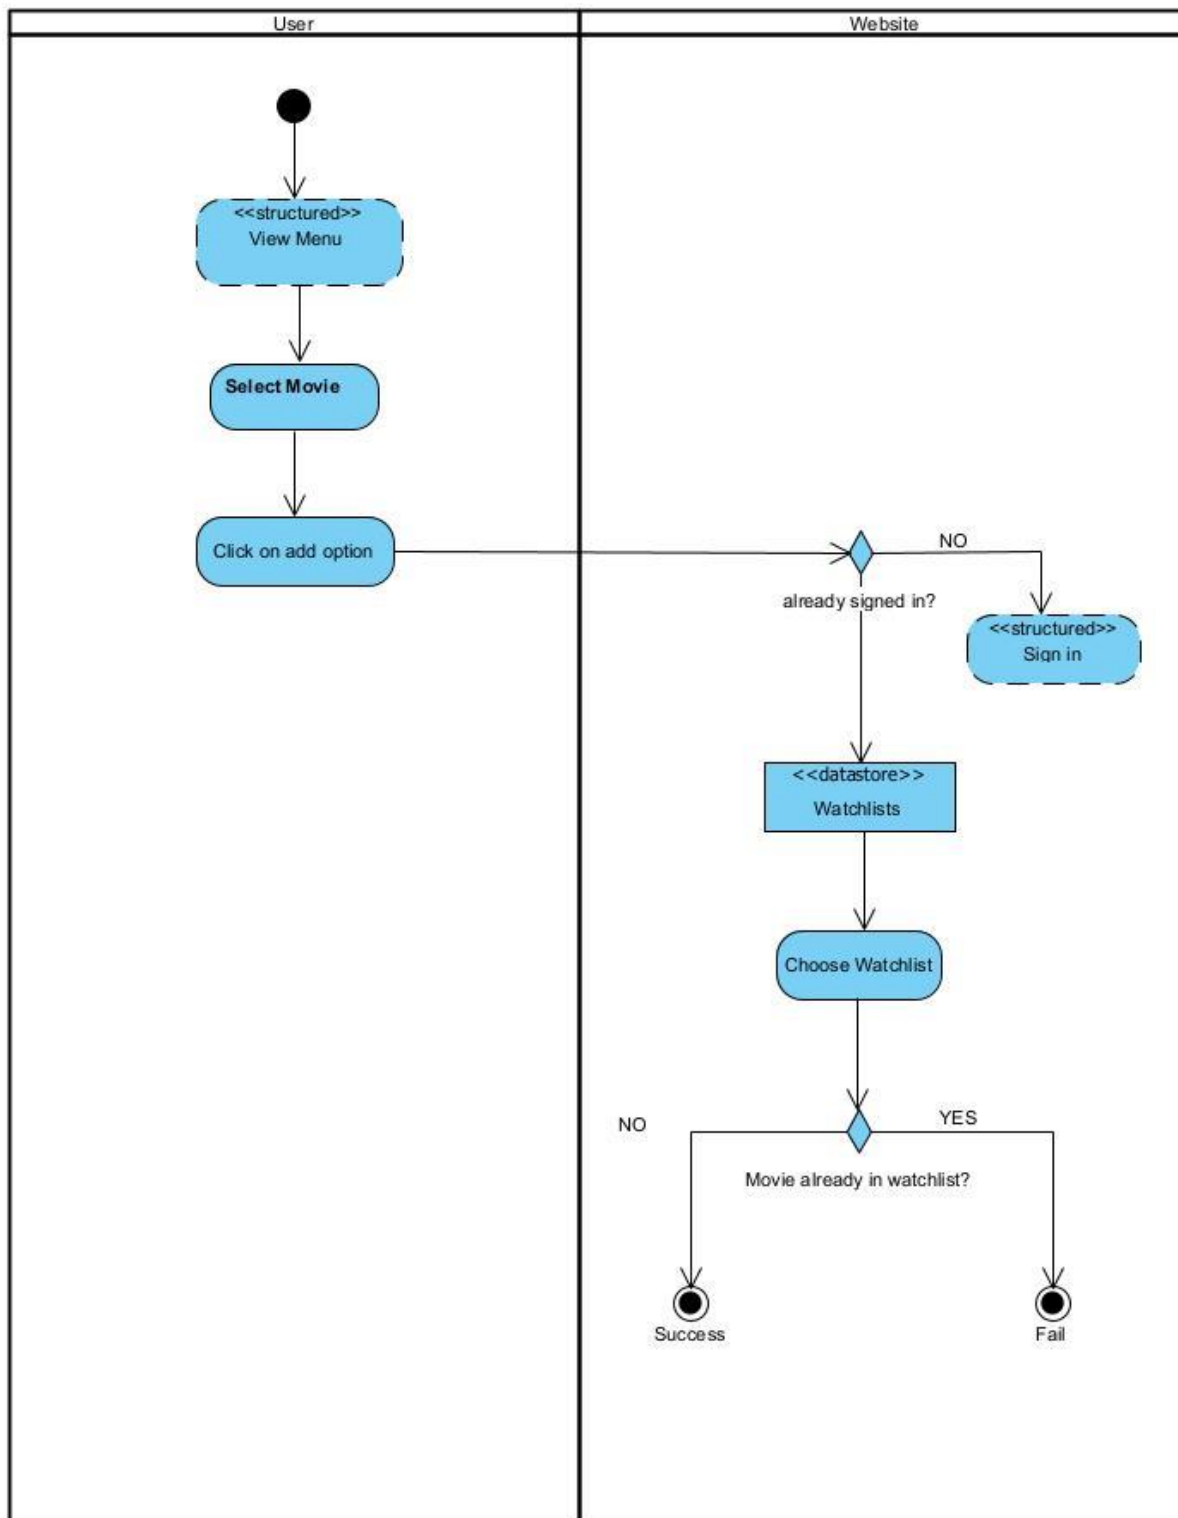 User
Website
<<structured>>
View Menu
Select Movie
Click on add option
NO
already signed in?
<<structured>>
Sign in
<<datastore>>
Watchlists
Choose Watchlist
NO
YES
Movie already in watchlist?
Success
Fail